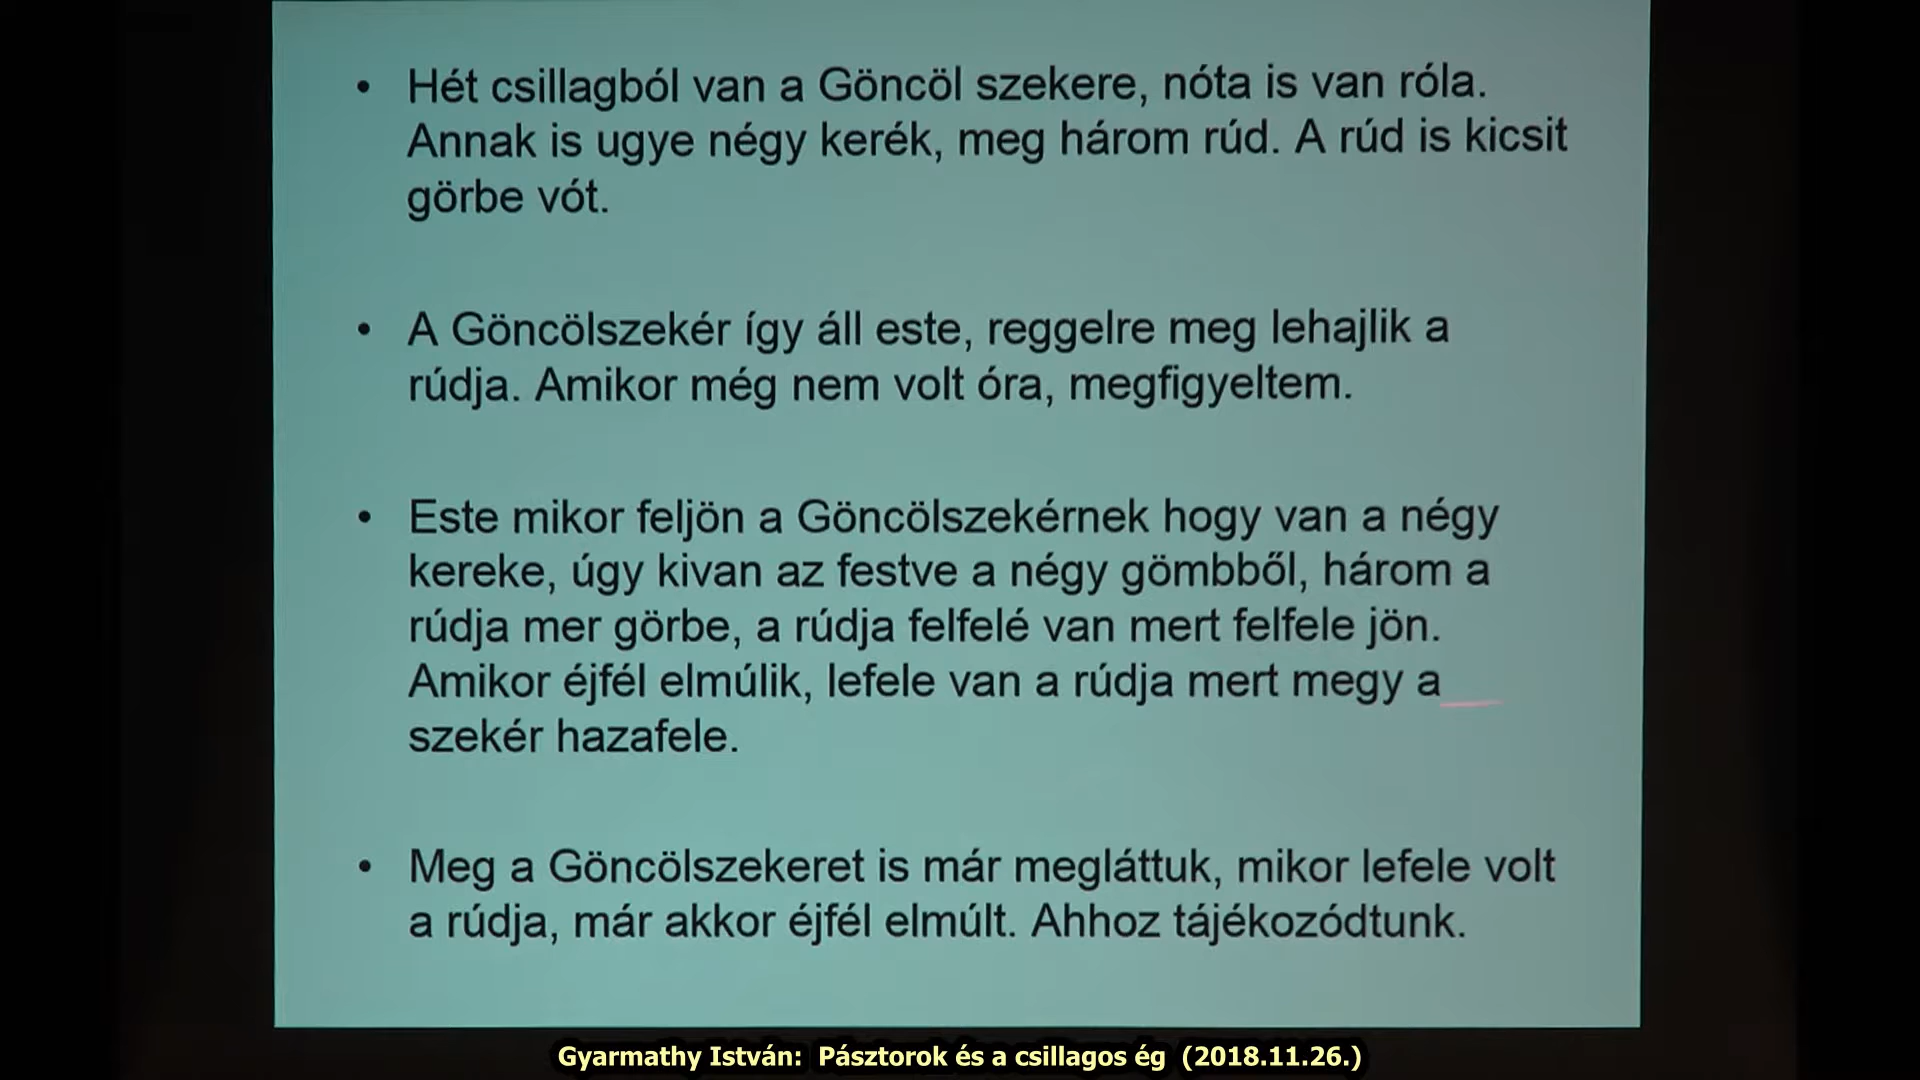 • Hét csillagból van a Göncöl szekere, nóta is van róla.
Annak is ugye négy kerék, meg három rúd. A rúd is kicsit
görbe vót.
• A Göncölszekér így áll este, reggelre meg lehajlik a
rúdja. Amikor még nem volt óra, megfigyeltem.
• Este mikor feljön a Göncölszekérnek hogy van a négy
kereke, úgy kivan az festve a négy gömbből, három a
rúdja mer görbe, a rúdja felfelé van mert felfele jön.
Amikor éjfél elmúlik, lefele van a rúdja mert megy a
szekér hazafele.
• Meg a Göncölszekeret is már megláttuk, mikor lefele volt
a rúdja, már akkor éjfél elmúlt. Ahhoz tájékozódtunk.
Gyarmathy István: Pásztorok és a csillagos ég (2018.11.26.)